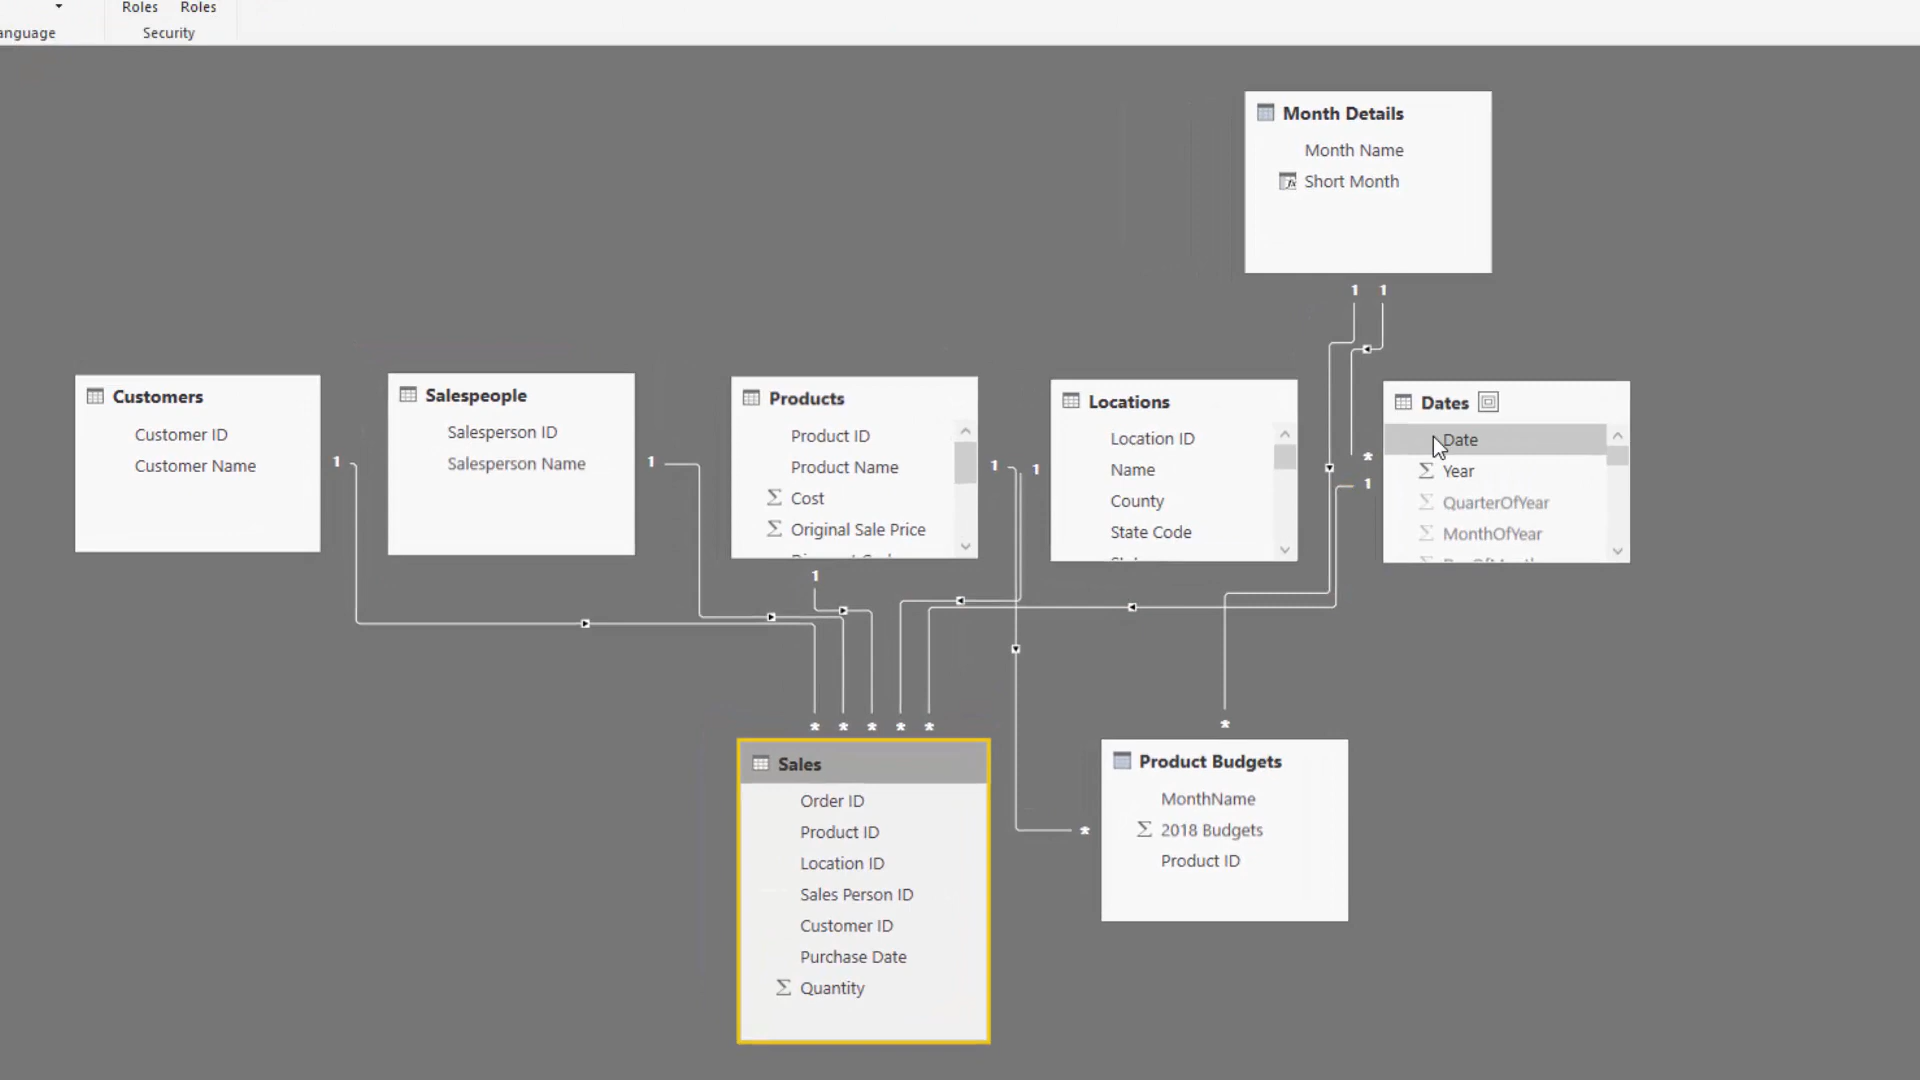 Roles Roles
anguage
Security
Month Details
Month Name
Short Month
Customers
Customer ID
Customer Name
Salespeople
Salesperson ID
Salesperson Name
Products
Product ID
Product Name
Σ Cost
Σ Original Sale Price
Locations
Location ID
Name
County
State Code
Dates
Date
Σ Year
Σ QuarterOfYear
Σ MonthOfYear
1 1
1
1
1
1
*
1
1
* * * * *
*
*
Sales
Order ID
Product ID
Location ID
Sales Person ID
Customer ID
Purchase Date
Σ Quantity
Product Budgets
MonthName
Σ 2018 Budgets
Product ID